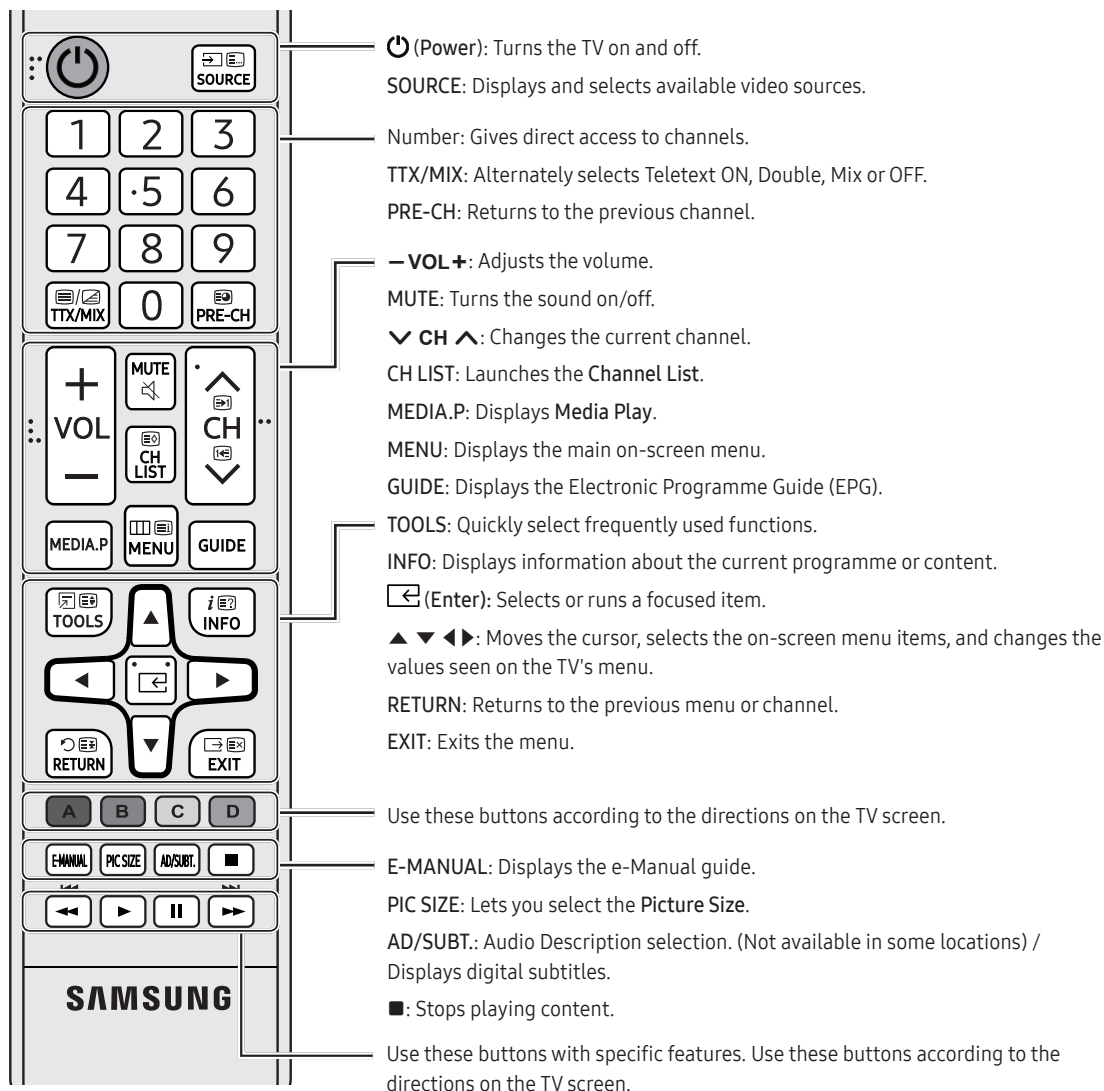 SOURCE
1 2 3
4 ·5 6
7 8 9
TTX/MIX 0 PRE-CH
+ MUTE
VOL CH
CH
LIST
—
MEDIA.P MENU GUIDE
TOOLS i INFO
RETURN EXIT
A B C D
E-MANUAL PIC SIZE AD/SUBT.
SAMSUNG
(Power): Turns the TV on and off.
SOURCE: Displays and selects available video sources.
Number: Gives direct access to channels.
TTX/MIX: Alternately selects Teletext ON, Double, Mix or OFF.
PRE-CH: Returns to the previous channel.
− VOL +: Adjusts the volume.
MUTE: Turns the sound on/off.
CH : Changes the current channel.
CH LIST: Launches the Channel List.
MEDIA.P: Displays Media Play.
MENU: Displays the main on-screen menu.
GUIDE: Displays the Electronic Programme Guide (EPG).
TOOLS: Quickly select frequently used functions.
INFO: Displays information about the current programme or content.
(Enter): Selects or runs a focused item.
▲ ▼ ◀ ▶: Moves the cursor, selects the on-screen menu items, and changes the
values seen on the TV's menu.
RETURN: Returns to the previous menu or channel.
EXIT: Exits the menu.
Use these buttons according to the directions on the TV screen.
E-MANUAL: Displays the e-Manual guide.
PIC SIZE: Lets you select the Picture Size.
AD/SUBT.: Audio Description selection. (Not available in some locations) /
Displays digital subtitles.
■: Stops playing content.
Use these buttons with specific features. Use these buttons according to the
directions on the TV screen.